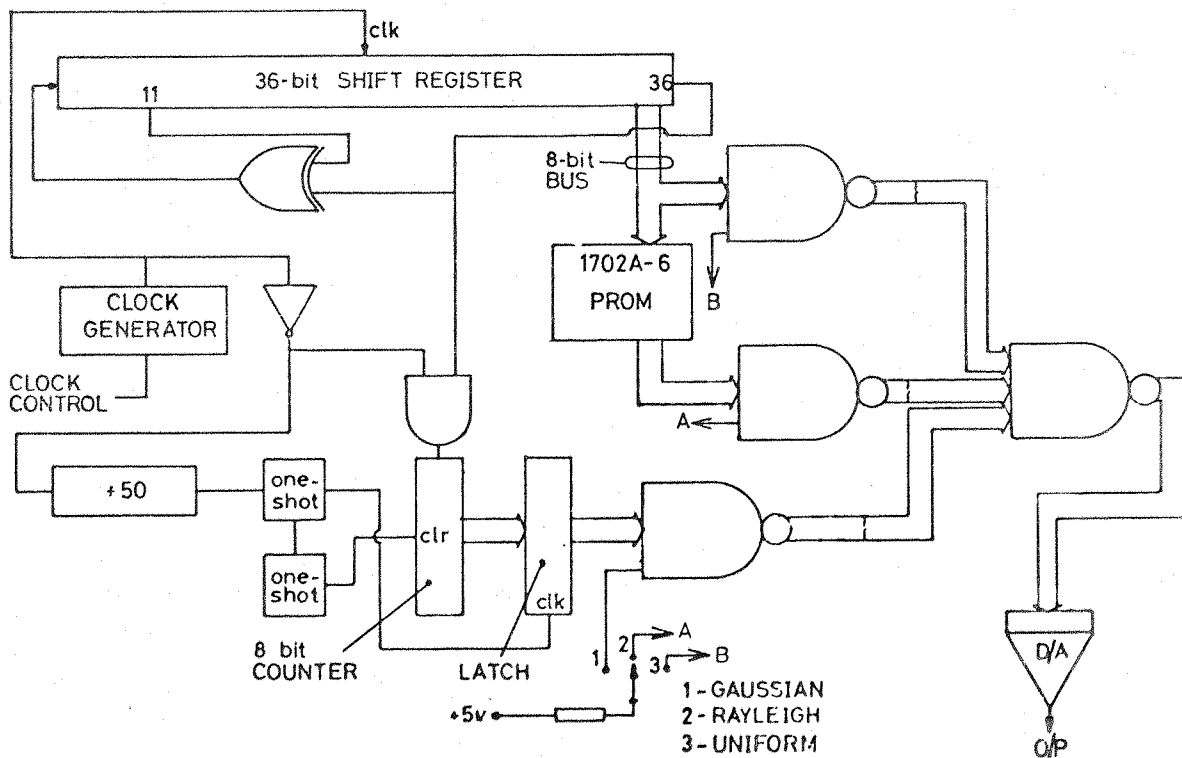 clk
36-bit SHIFT REGISTER
11
36
8-bit
BUS
1702A-6
PROM
B
CLOCK
GENERATOR
CLOCK
CONTROL
A
÷50
one-
shot
one-
shot
clr
clk
8 bit
COUNTER
LATCH
1
2
A
3
B
+5v
1-GAUSSIAN
2-RAYLEIGH
3-UNIFORM
D/A
O/P